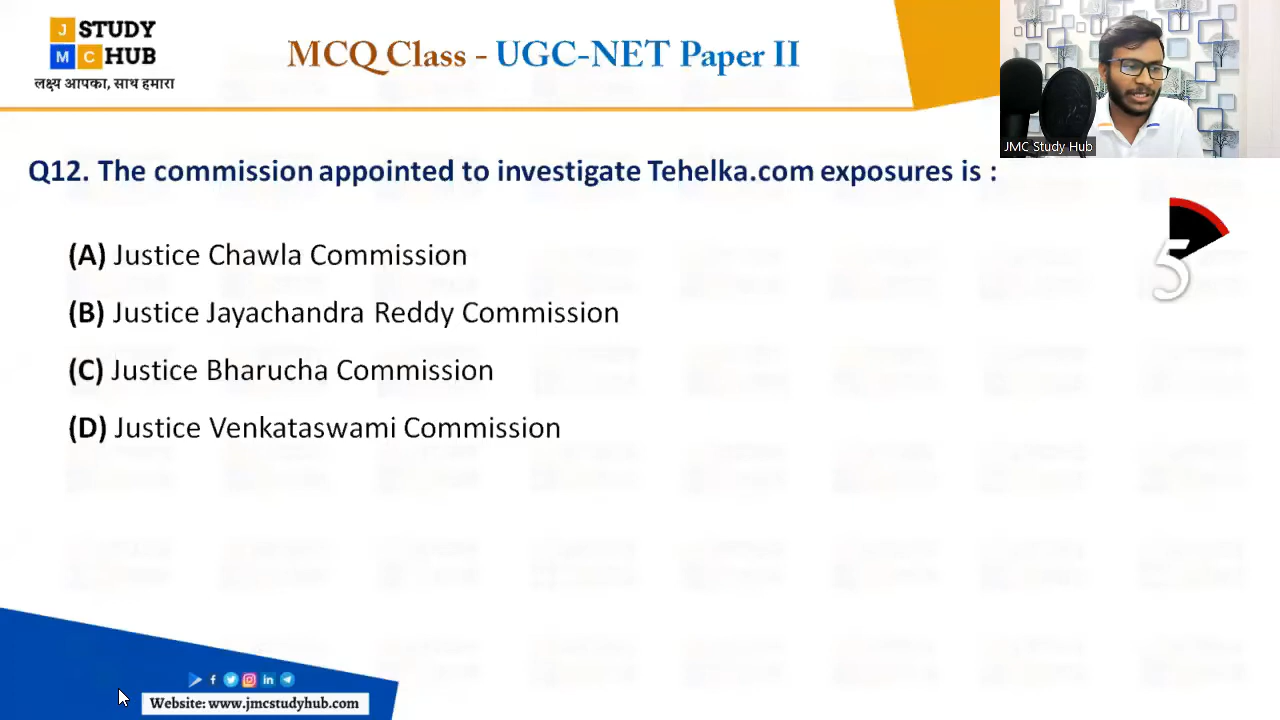 J STUDY
M C HUB
लक्ष्य आपका, साथ हमारा
MCQ Class - UGC-NET Paper II
JMC Study Hub
Q12. The commission appointed to investigate Tehelka.com exposures is :
5
(A) Justice Chawla Commission
(B) Justice Jayachandra Reddy Commission
(C) Justice Bharucha Commission
(D) Justice Venkataswami Commission
Website: www.jmcstudyhub.com